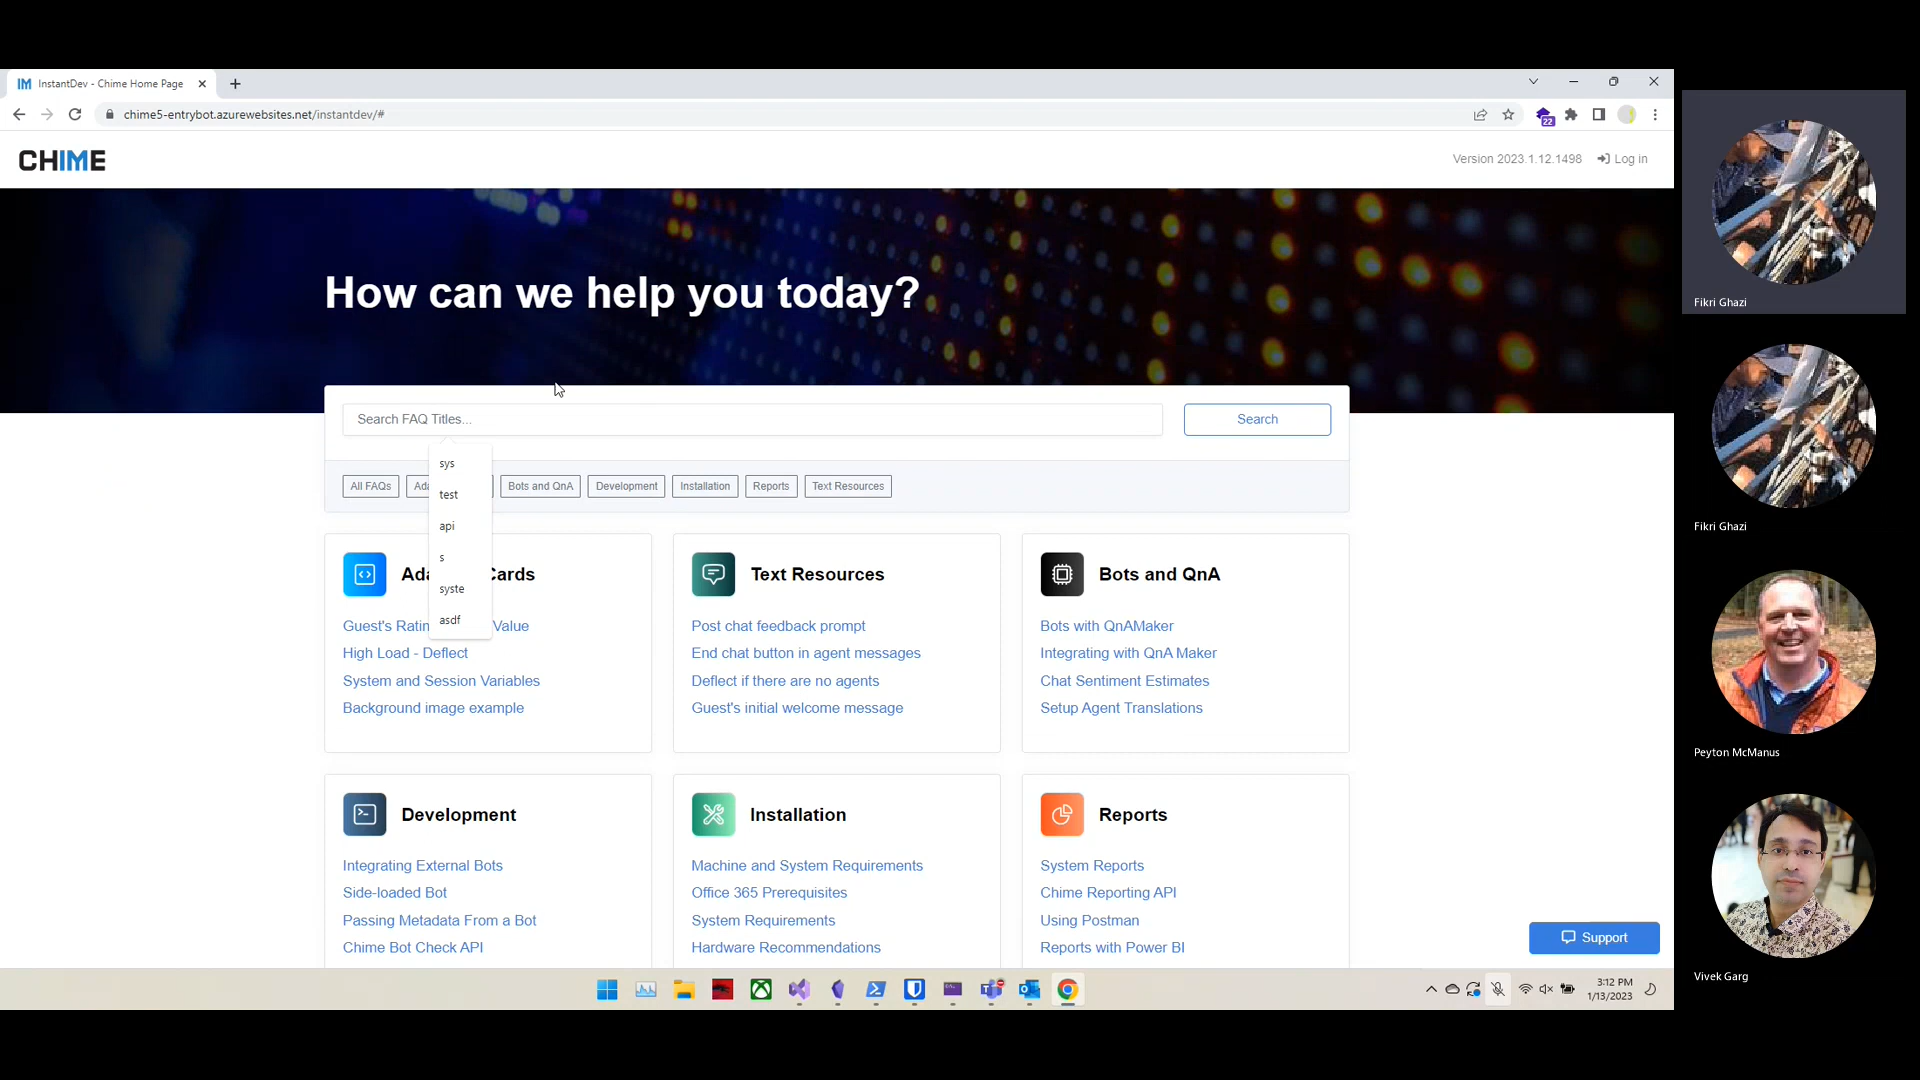 InstantDev - Chime Home Page
chime5-entrybot.azurewebsites.net/instantdev/#
22
CHIME
Version 2023.1.12.1498
Log in
How can we help you today?
Search FAQ Titles...
Search
sys
test
api
s
syste
asdf
All FAQs
Ada
Bots and QnA
Development
Installation
Reports
Text Resources
Ada Cards
Guest's Ratin Value
High Load - Deflect
System and Session Variables
Background image example
Text Resources
Post chat feedback prompt
End chat button in agent messages
Deflect if there are no agents
Guest's initial welcome message
Bots and QnA
Bots with QnAMaker
Integrating with QnA Maker
Chat Sentiment Estimates
Setup Agent Translations
Development
Integrating External Bots
Side-loaded Bot
Passing Metadata From a Bot
Chime Bot Check API
Installation
Machine and System Requirements
Office 365 Prerequisites
System Requirements
Hardware Recommendations
Reports
System Reports
Chime Reporting API
Using Postman
Reports with Power BI
Support
3:12 PM
1/13/2023
Fikri Ghazi
Fikri Ghazi
Peyton McManus
Vivek Garg